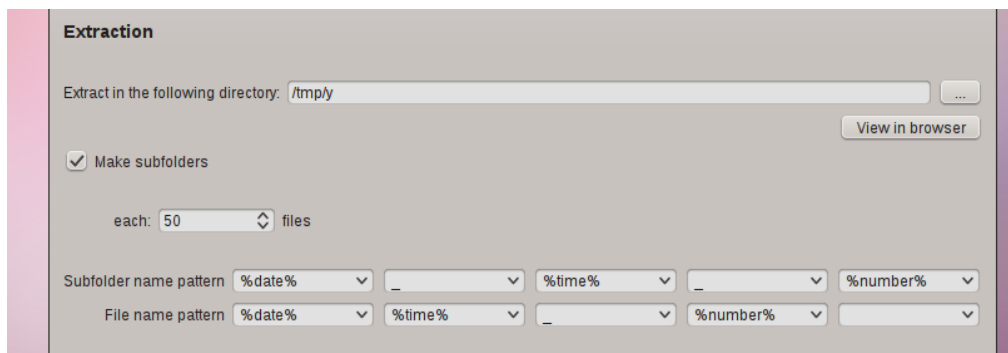 Extraction
Extract in the following directory: /tmp/y ...
View in browser
Make subfolders
each: 50 files
Subfolder name pattern %date% _ %time% _ %number%
File name pattern %date% %time% _ %number%